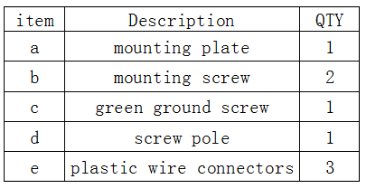 item Description QTY
a mounting plate 1
b mounting screw 2
c green ground screw 1
d screw pole 1
e plastic wire connectors 3